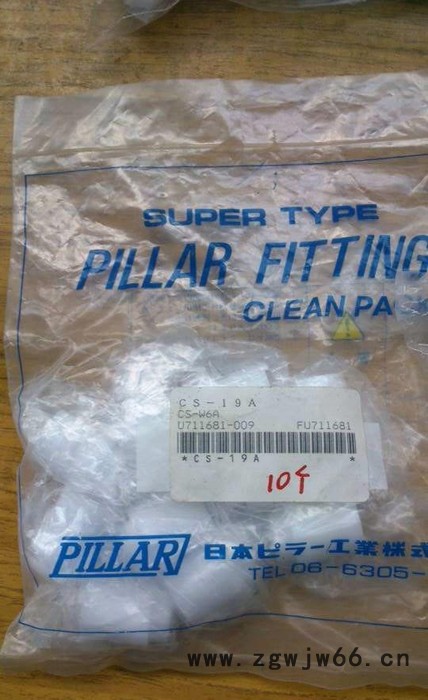 SUPER TYPE
PILLAR FITTING
CLEAN PACK
CS-19A
CS-W6A
U711681-009 FU711681
*CS-19A *
10个
PILLAR 日本ピラー工業株式
TEL 06-6305-
www.zgwjw66.cn